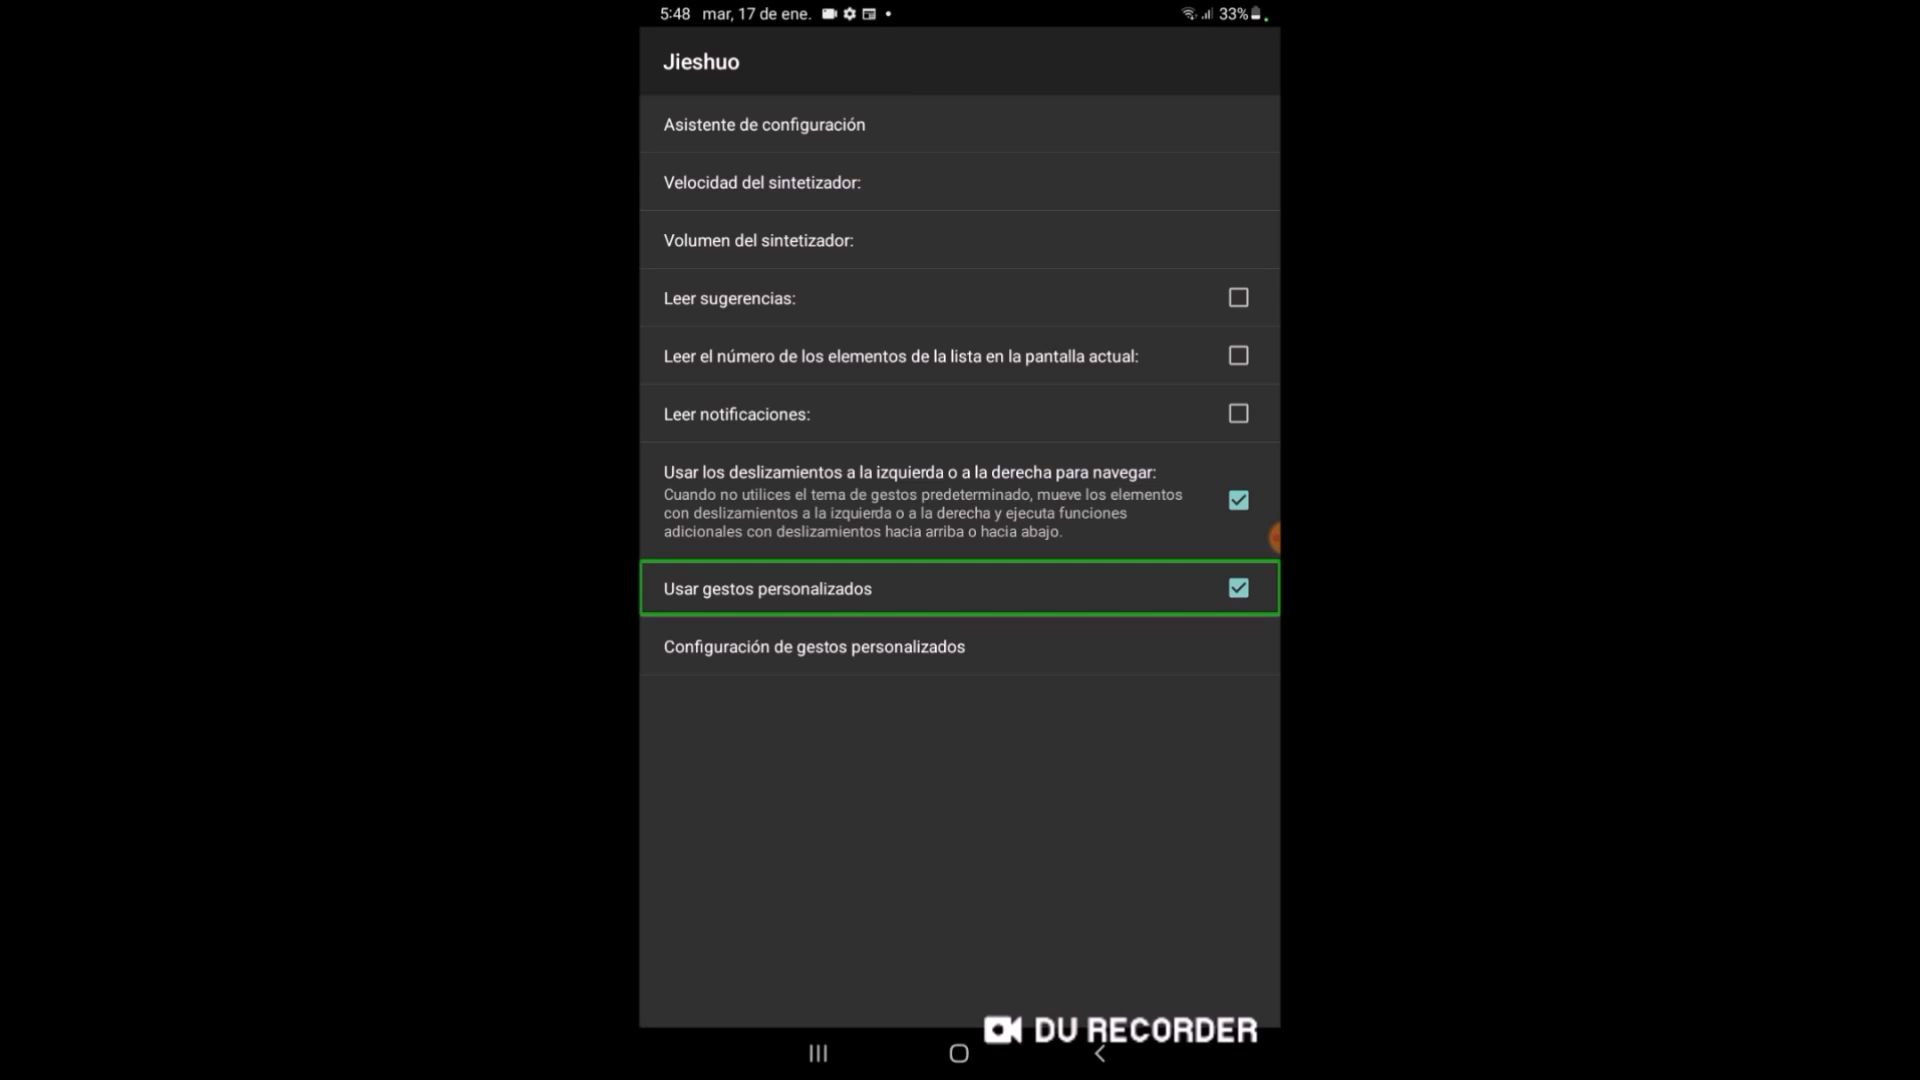 5:48 mar, 17 de ene. 33%
Jieshuo
Asistente de configuración
Velocidad del sintetizador:
Volumen del sintetizador:
Leer sugerencias:
Leer el número de los elementos de la lista en la pantalla actual:
Leer notificaciones:
Usar los deslizamientos a la izquierda o a la derecha para navegar:
Cuando no utilices el tema de gestos predeterminado, mueve los elementos
con deslizamientos a la izquierda o a la derecha y ejecuta funciones
adicionales con deslizamientos hacia arriba o hacia abajo.
Usar gestos personalizados
Configuración de gestos personalizados
DU RECORDER